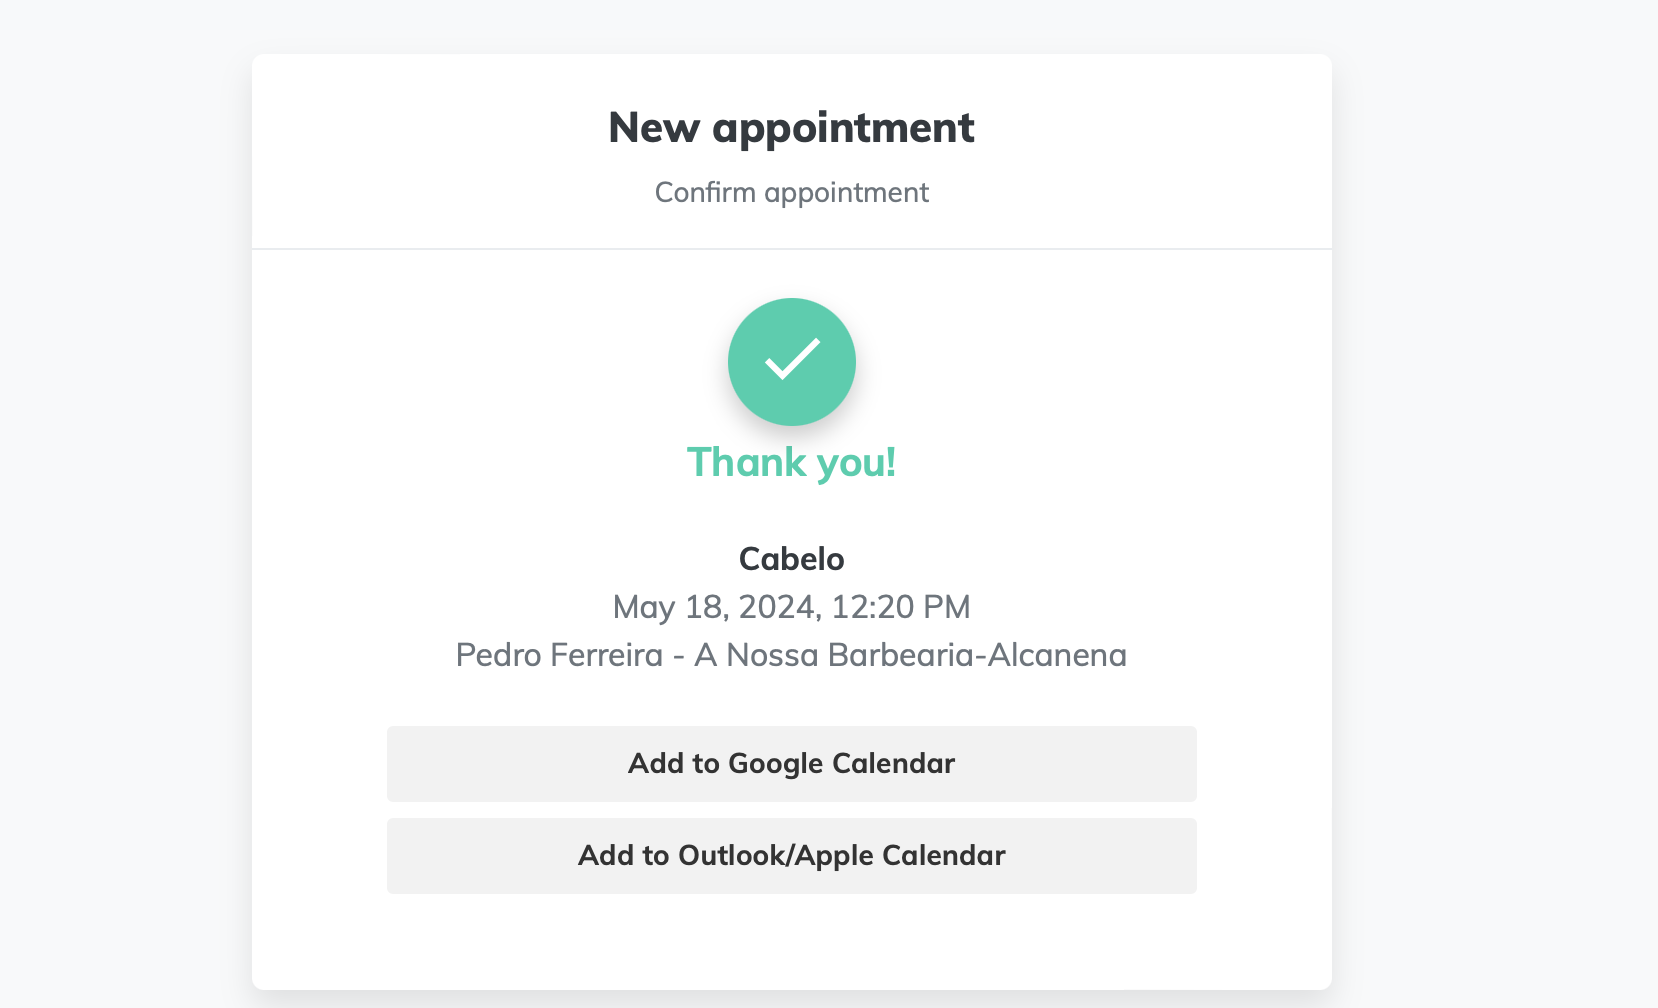 New appointment
Confirm appointment
Thank you!
Cabelo
May 18, 2024, 12:20 PM
Pedro Ferreira - A Nossa Barbearia-Alcanena
Add to Google Calendar
Add to Outlook/Apple Calendar